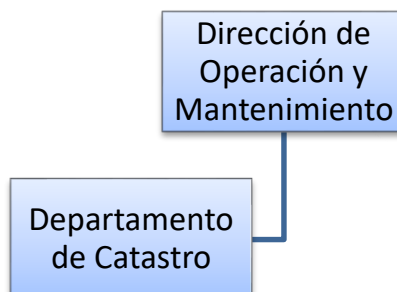 Dirección de
Operación y
Mantenimiento
Departamento
de Catastro